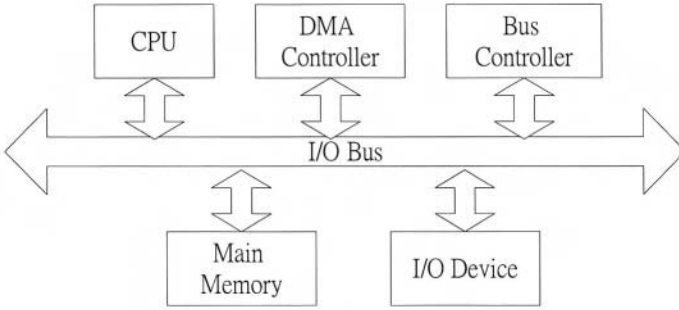 CPU
DMA
Controller
Bus
Controller
I/O Bus
Main
Memory
I/O Device